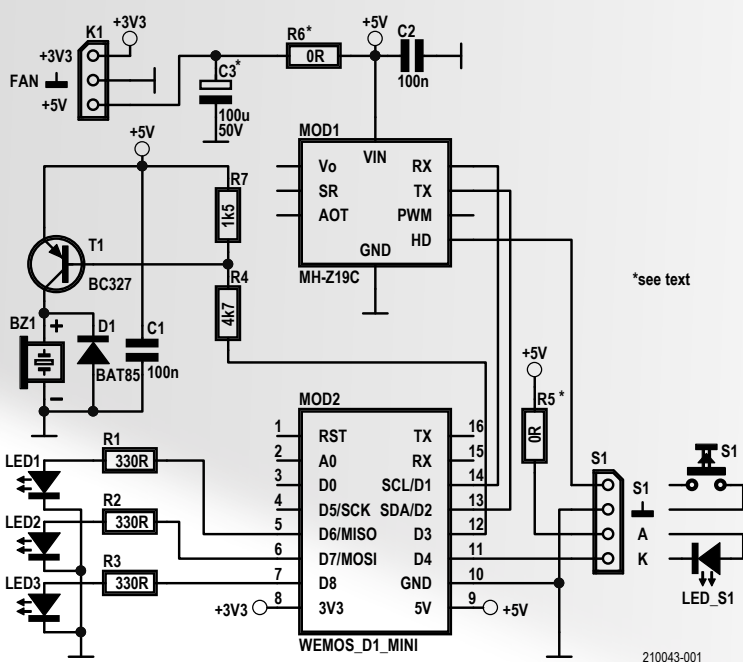 K1
+3V3
+3V3
FAN
+5V
R6*
0R
+5V
C2
100n
C3*
100u
50V
MOD1
VIN
Vo
RX
SR
TX
AOT
PWM
HD
GND
MH-Z19C
+5V
R7
1k5
T1
BC327
R4
4k7
BZ1
+
–
D1
BAT85
C1
100n
*see text
+5V
R5 *
0R
MOD2
1
RST
TX
16
2
A0
RX
15
3
D0
SCL/D1
14
4
D5/SCK
SDA/D2
13
5
D6/MISO
D3
12
6
D7/MOSI
D4
11
7
D8
GND
10
+3V3
8
3V3
5V
9
+5V
WEMOS_D1_MINI
LED1
R1
330R
LED2
R2
330R
LED3
R3
330R
S1
S1
A
K
S1
LED_S1
210043-001